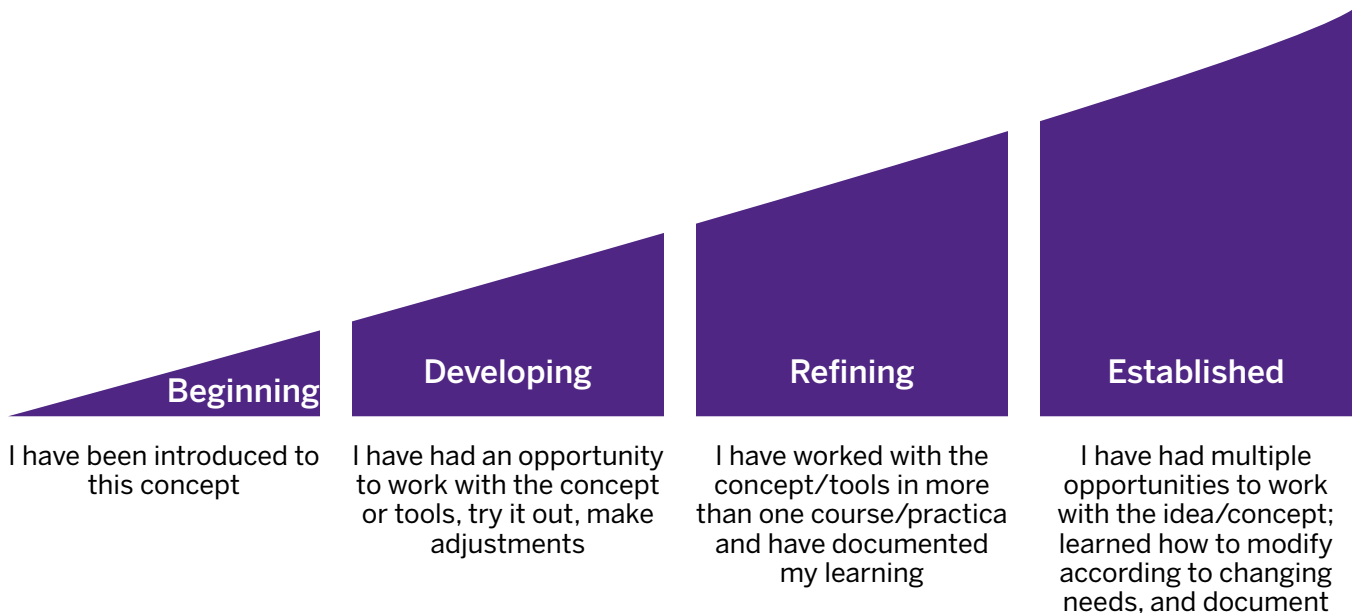 Beginning
I have been introduced to
this concept
Developing
I have had an opportunity
to work with the concept
or tools, try it out, make
adjustments
Refining
I have worked with the
concept/tools in more
than one course/practica
and have documented
my learning
Established
I have had multiple
opportunities to work
with the idea/concept;
learned how to modify
according to changing
needs, and document